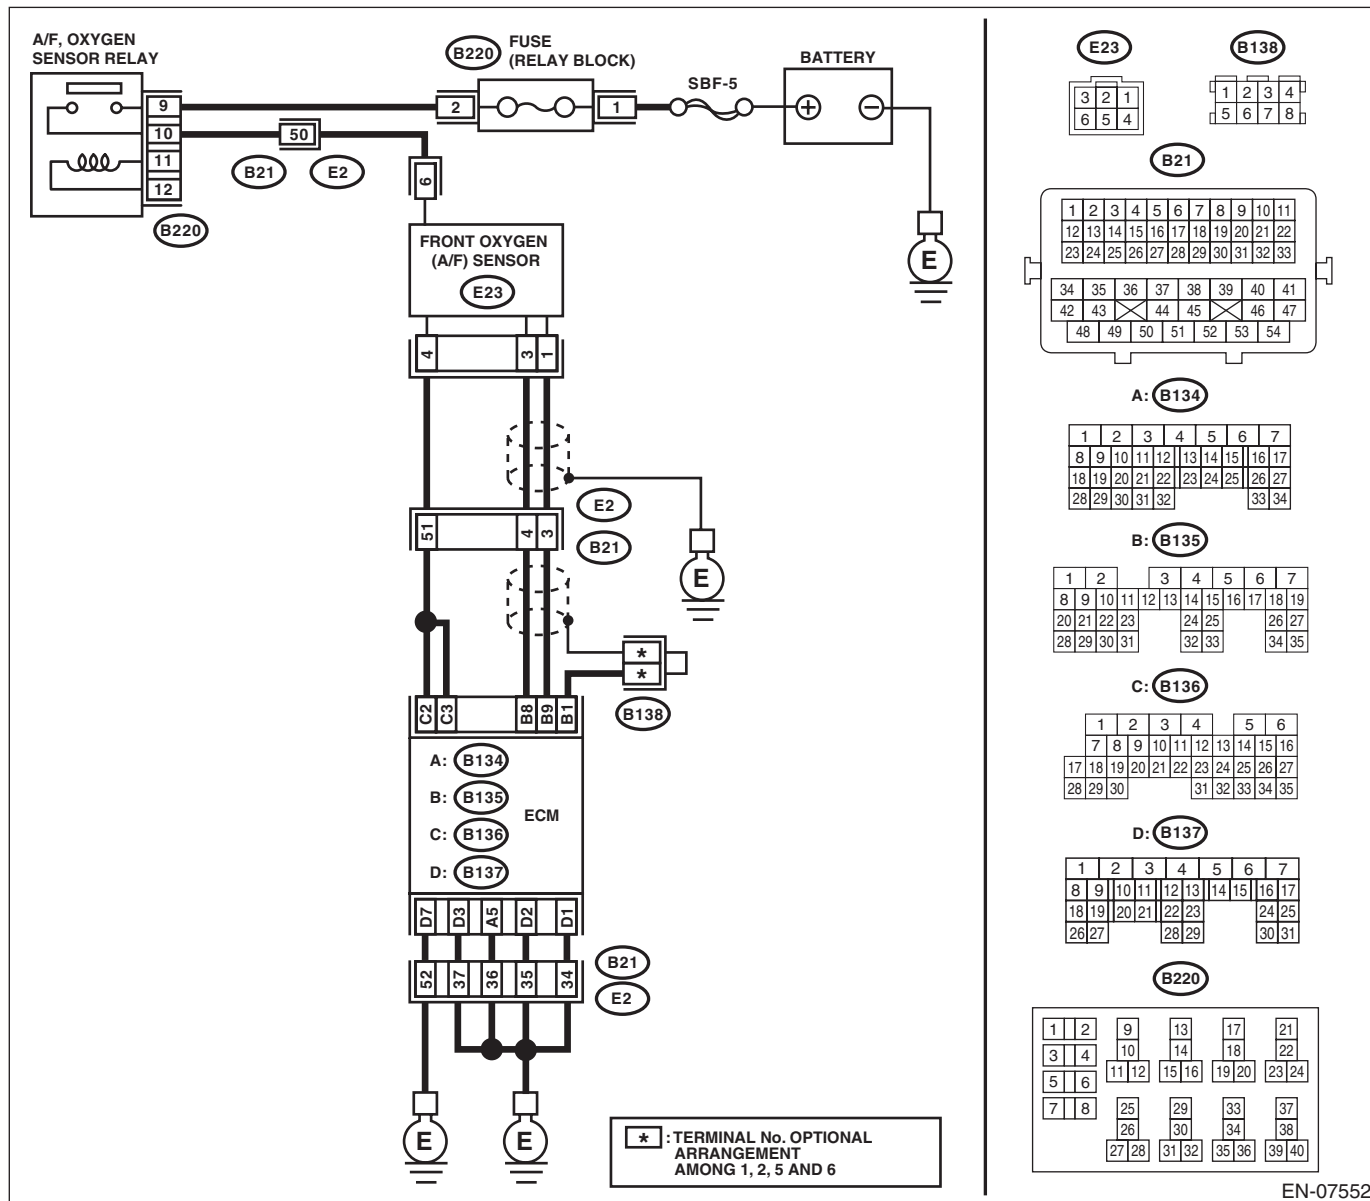 A/F, OXYGEN
SENSOR RELAY
9
10
11
12
B220
50
B21
E2
B220
FUSE
(RELAY BLOCK)
2
1
SBF-5
BATTERY
+
−
E
6
FRONT OXYGEN
(A/F) SENSOR
E23
4
3
1
E2
B21
51
4
3
E
*
*
B138
C2
C3
B8
B9
B1
A: B134
B: B135
C: B136
D: B137
ECM
D7
D3
A5
D2
D1
52
37
36
35
34
B21
E2
E
E
* : TERMINAL No. OPTIONAL
ARRANGEMENT
AMONG 1, 2, 5 AND 6
E23
3 2 1
6 5 4
B138
1 2 3 4
5 6 7 8
B21
1 2 3 4 5 6 7 8 9 10 11
12 13 14 15 16 17 18 19 20 21 22
23 24 25 26 27 28 29 30 31 32 33
34 35 36 37 38 39 40 41
42 43 44 45 46 47
48 49 50 51 52 53 54
A: B134
1 2 3 4 5 6 7
8 9 10 11 12 13 14 15 16 17
18 19 20 21 22 23 24 25 26 27
28 29 30 31 32 33 34
B: B135
1 2 3 4 5 6 7
8 9 10 11 12 13 14 15 16 17 18 19
20 21 22 23 24 25 26 27
28 29 30 31 32 33 34 35
C: B136
1 2 3 4 5 6
7 8 9 10 11 12 13 14 15 16
17 18 19 20 21 22 23 24 25 26 27
28 29 30 31 32 33 34 35
D: B137
1 2 3 4 5 6 7
8 9 10 11 12 13 14 15 16 17
18 19 20 21 22 23 24 25
26 27 28 29 30 31
B220
1 2 9 13 17 21
3 4 10 14 18 22
11 12 15 16 19 20 23 24
5 6
7 8 25 29 33 37
26 30 34 38
27 28 31 32 35 36 39 40
EN-07552